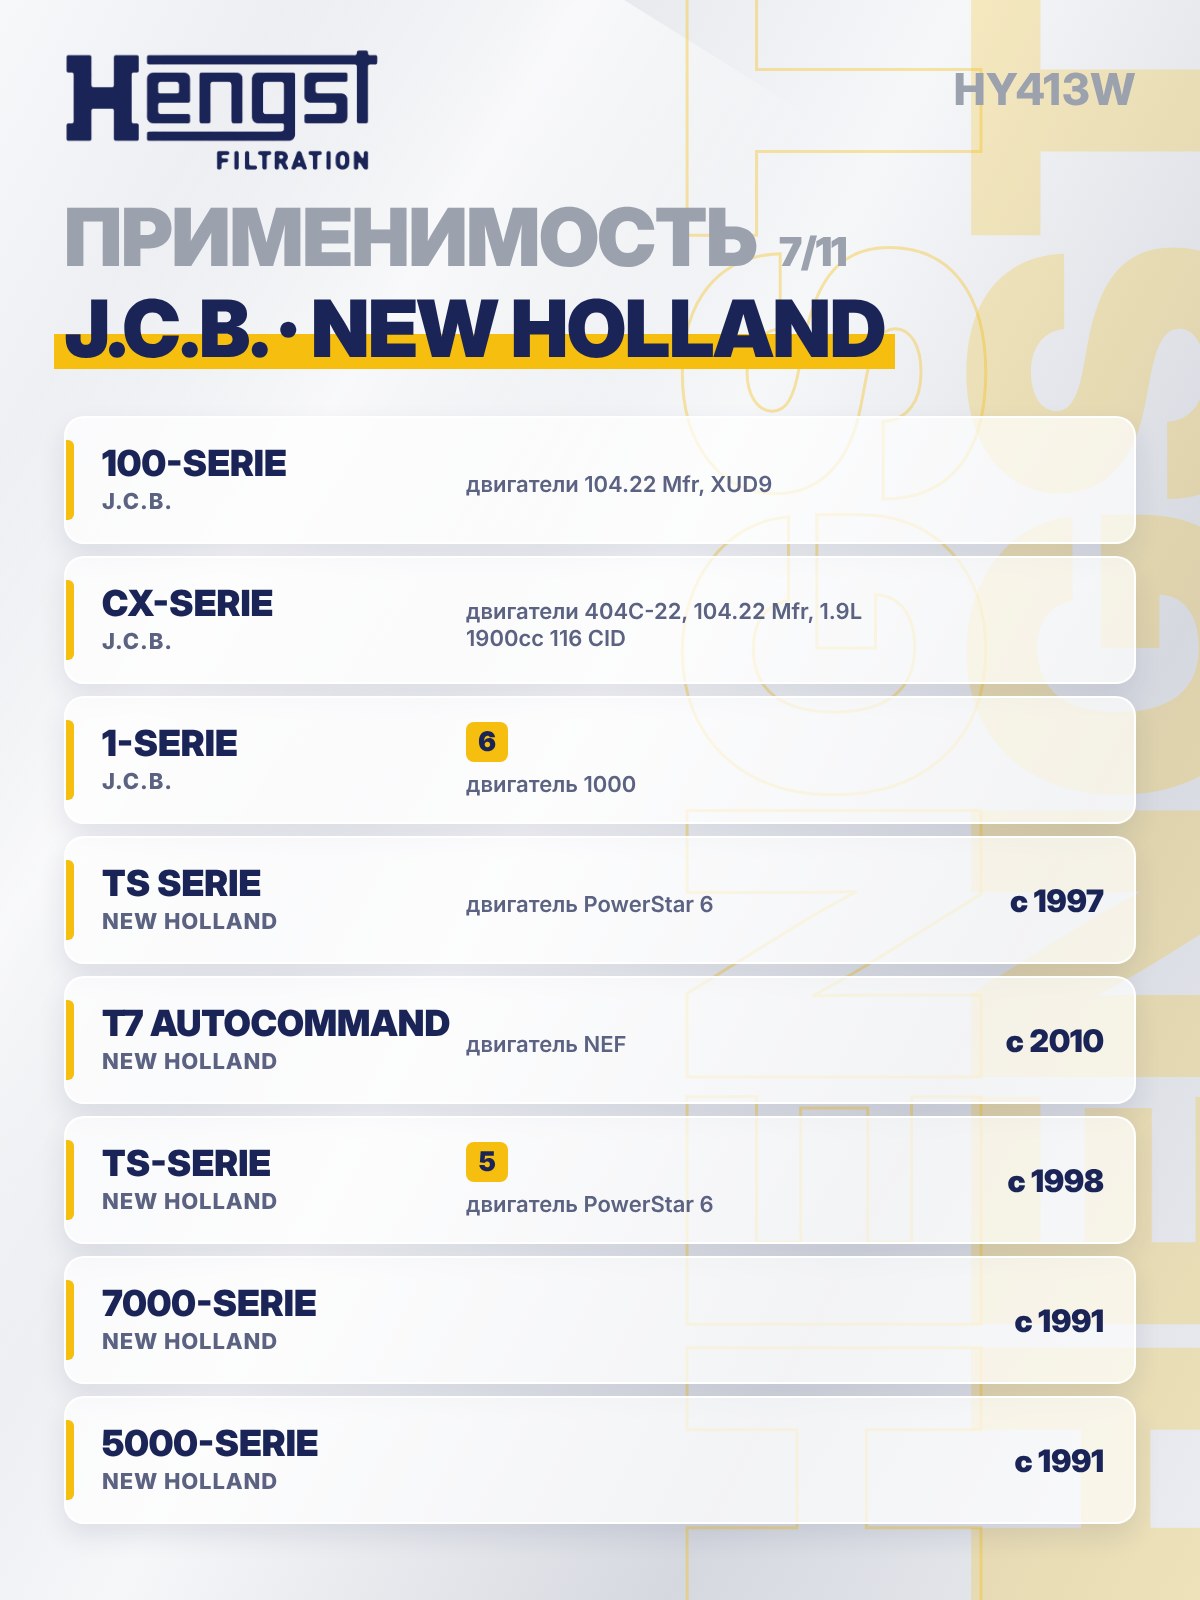 Hengst
FILTRATION
HY413W
ПРИМЕНИМОСТЬ 7/11
J.C.B. · NEW HOLLAND
100-SERIE
J.C.B.
двигатели 104.22 Mfr, XUD9
CX-SERIE
J.C.B.
двигатели 404C-22, 104.22 Mfr, 1.9L
1900cc 116 CID
1-SERIE
J.C.B.
6
двигатель 1000
TS SERIE
NEW HOLLAND
двигатель PowerStar 6
с 1997
T7 AUTOCOMMAND
NEW HOLLAND
двигатель NEF
с 2010
TS-SERIE
NEW HOLLAND
5
двигатель PowerStar 6
с 1998
7000-SERIE
NEW HOLLAND
с 1991
5000-SERIE
NEW HOLLAND
с 1991
HENGST
HENGST